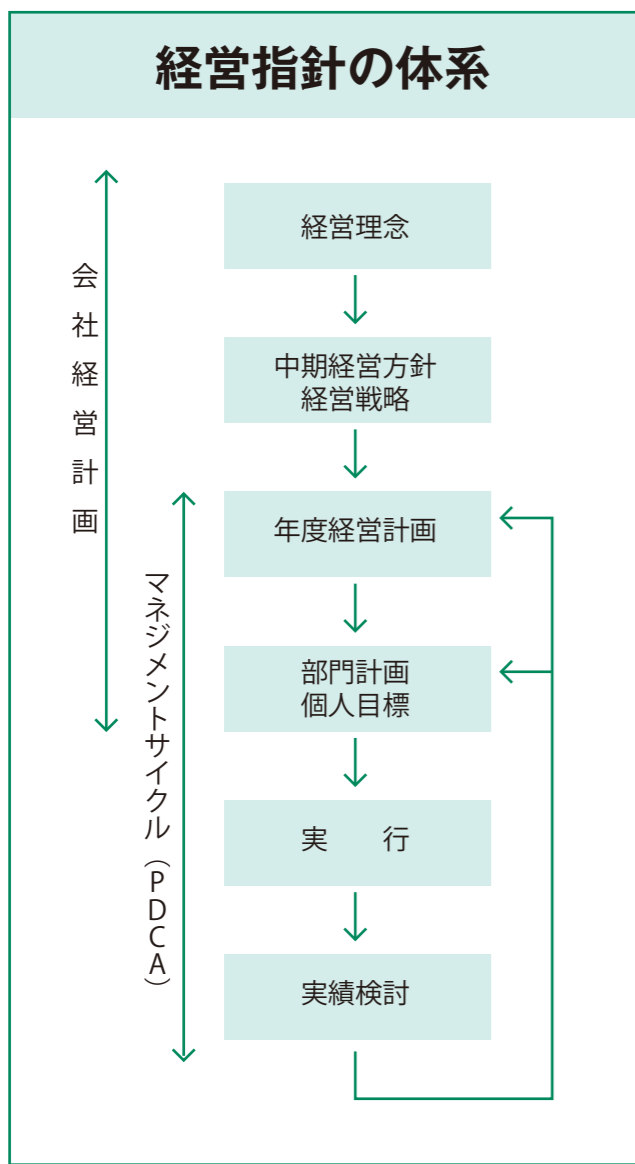 経営指針の体系
会社経営計画
マネジメントサイクル（PDCA）
経営理念
中期経営方針
経営戦略
年度経営計画
部門計画
個人目標
実　　行
実績検討